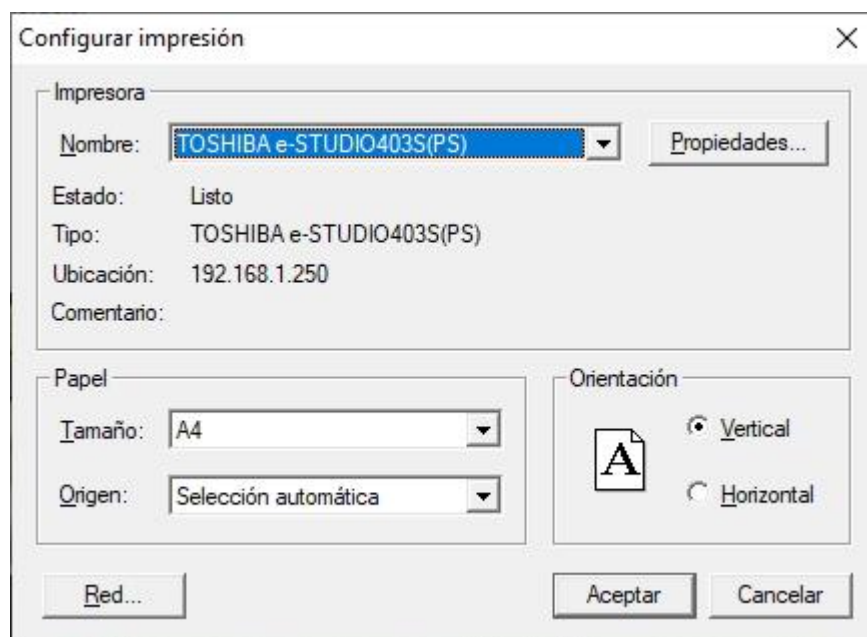 Configurar impresión
Impresora
Nombre: TOSHIBA e-STUDIO403S(PS) Propiedades...
Estado: Listo
Tipo: TOSHIBA e-STUDIO403S(PS)
Ubicación: 192.168.1.250
Comentario:
Papel
Tamaño: A4
Origen: Selección automática
Orientación
A
Vertical
Horizontal
Red... Aceptar Cancelar